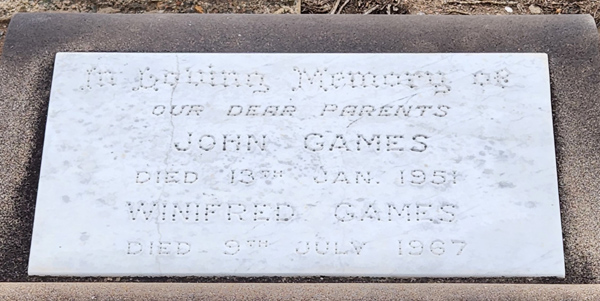 In Loving Memory of
OUR DEAR PARENTS
JOHN GAMES
DIED 13TH JAN. 1951
WINIFRED GAMES
DIED 9TH JULY 1967